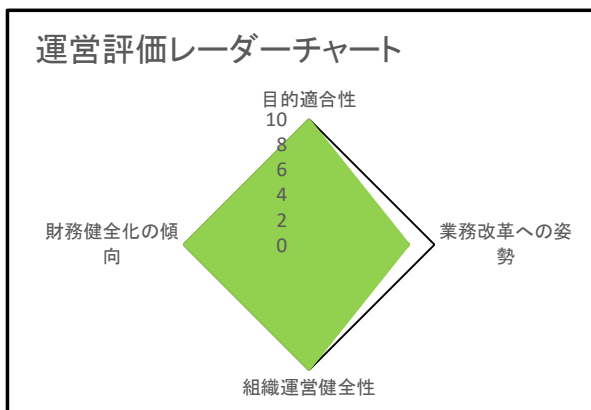 運営評価レーダーチャート
目的適合性
10
8
6
4
2
0
財務健全化の傾
向
業務改革への姿
勢
組織運営健全性